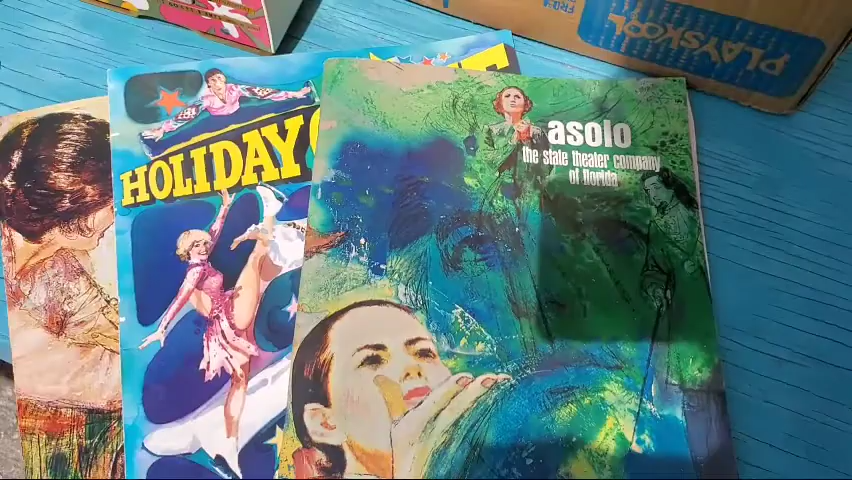 HOLIDAY
asolo
the state theater company
of florida
PLAYSKOOL